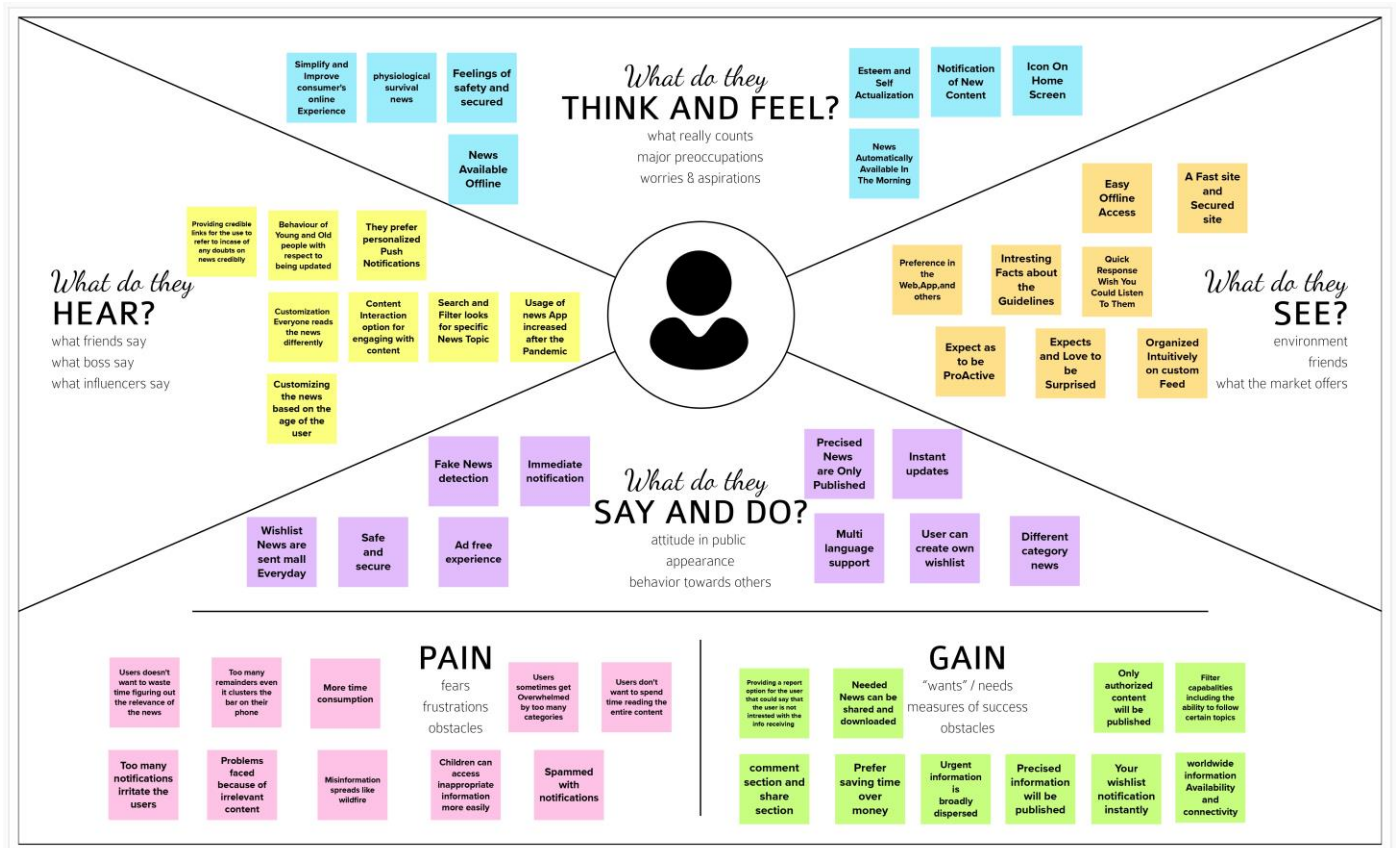 What do they
THINK AND FEEL?
what really counts
major preoccupations
worries & aspirations
Simplify and
Improve
consumer's
online
Experience
physiological
survival
news
Feelings of
safety and
secured
News
Available
Offline
Esteem and
Self
Actualization
Notification
of New
Content
Icon On
Home
Screen
News
Automatically
Available In
The Morning
What do they
HEAR?
what friends say
what boss say
what influencers say
Providing credible
links for the use to
refer to incase of
any doubts on
news credibily
Behaviour of
Young and Old
people with
respect to
being updated
They prefer
personalized
Push
Notifications
Customization
Everyone reads
the news
differently
Content
Interaction
option for
engaging with
content
Search and
Filter looks
for specific
News Topic
Usage of
news App
increased
after the
Pandemic
Customizing
the news
based on the
age of the
user
What do they
SEE?
environment
friends
what the market offers
Easy
Offline
Access
A Fast site
and
Secured
site
Preference in
the
Web,App,and
others
Intresting
Facts about
the
Guidelines
Quick
Response
Wish You
Could Listen
To Them
Expect as
to be
ProActive
Expects
and Love to
be
Surprised
Organized
Intuitively
on custom
Feed
What do they
SAY AND DO?
attitude in public
appearance
behavior towards others
Fake News
detection
Immediate
notification
Wishlist
News are
sent mall
Everyday
Safe
and
secure
Ad free
experience
Precised
News
are Only
Published
Instant
updates
Multi
language
support
User can
create own
wishlist
Different
category
news
PAIN
fears
frustrations
obstacles
Users doesn't
want to waste
time figuring out
the relevance of
the news
Too many
remainders even
it clusters the
bar on their
phone
More time
consumption
Users
sometimes get
Overwhelmed
by too many
categories
Users don't
want to spend
time reading the
entire content
Too many
notifications
irritate the
users
Problems
faced
because of
irrelevant
content
Misinformation
spreads like
wildfire
Children can
access
inappropriate
information
more easily
Spammed
with
notifications
GAIN
"wants" / needs
measures of success
obstacles
Providing a report
option for the user
that could say that
the user is not
intrested with the
info receiving
Needed
News can be
shared and
downloaded
Only
authorized
content
will be
published
Filter
capabalities
including the
ability to follow
certain topics
comment
section and
share
section
Prefer
saving time
over
money
Urgent
information
is
broadly
dispersed
Precised
information
will be
published
Your
wishlist
notification
instantly
worldwide
information
Availability
and
connectivity